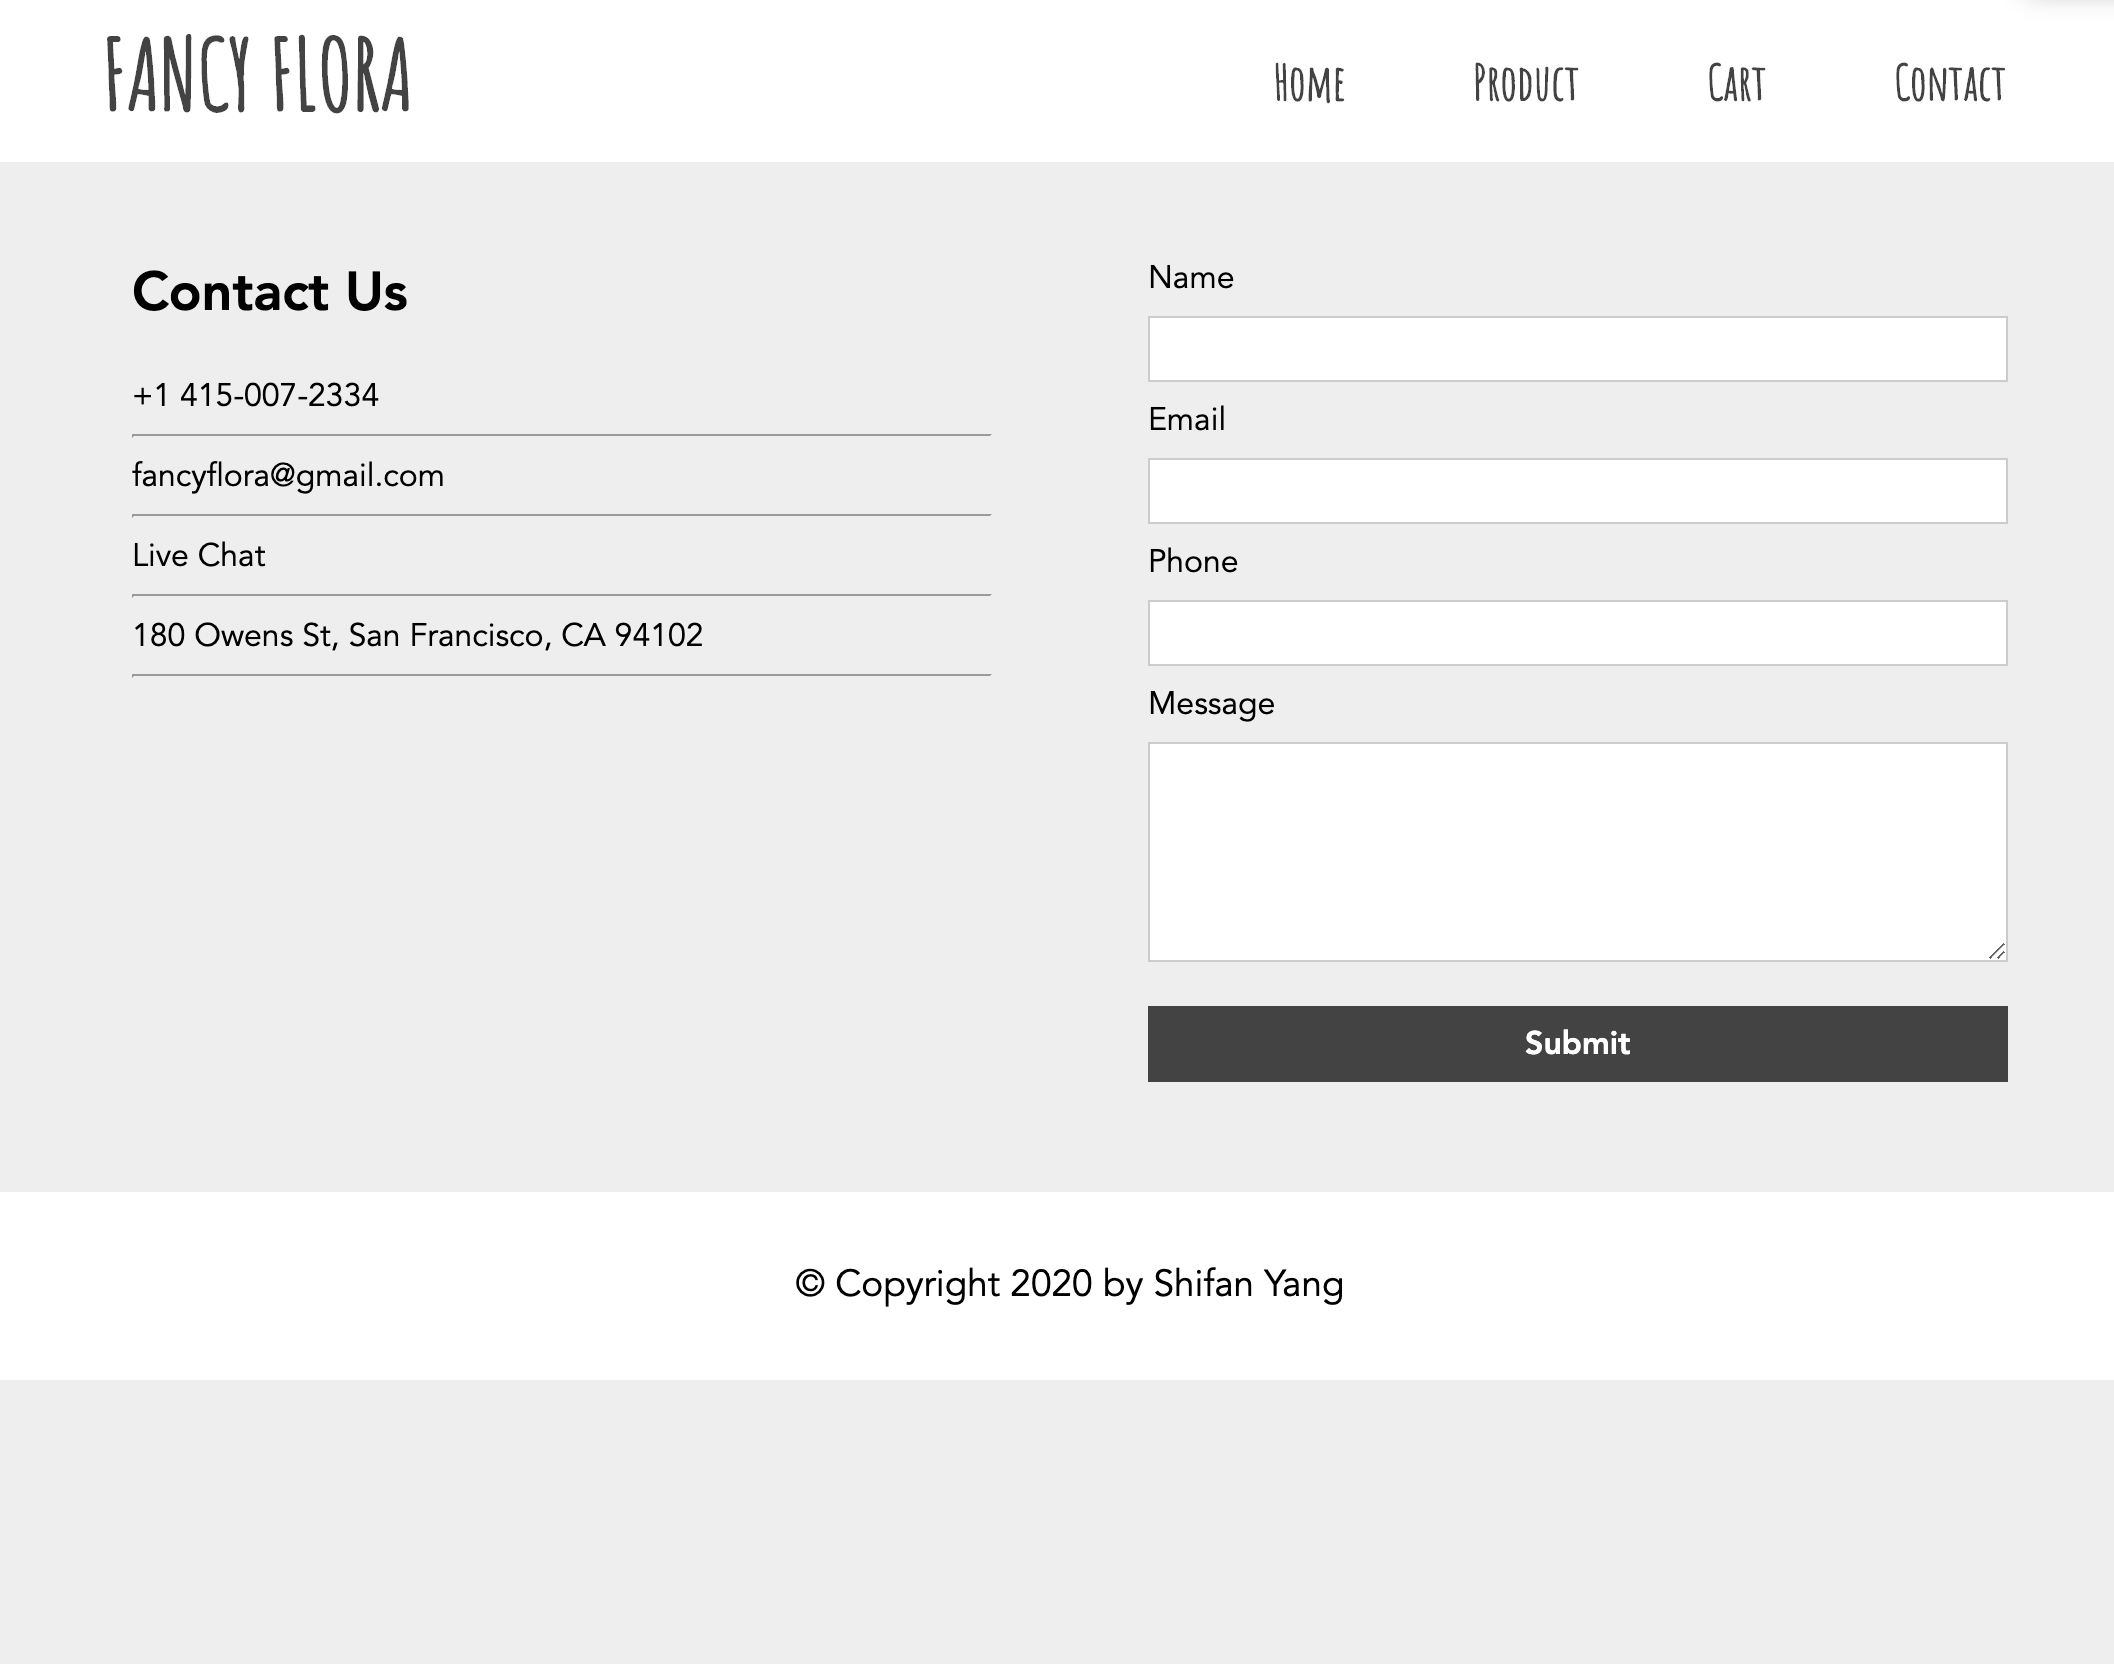 FANCY FLORA
Home
Product
Cart
Contact
Contact Us
+1 415-007-2334
fancyflora@gmail.com
Live Chat
180 Owens St, San Francisco, CA 94102
Name
Email
Phone
Message
Submit
© Copyright 2020 by Shifan Yang